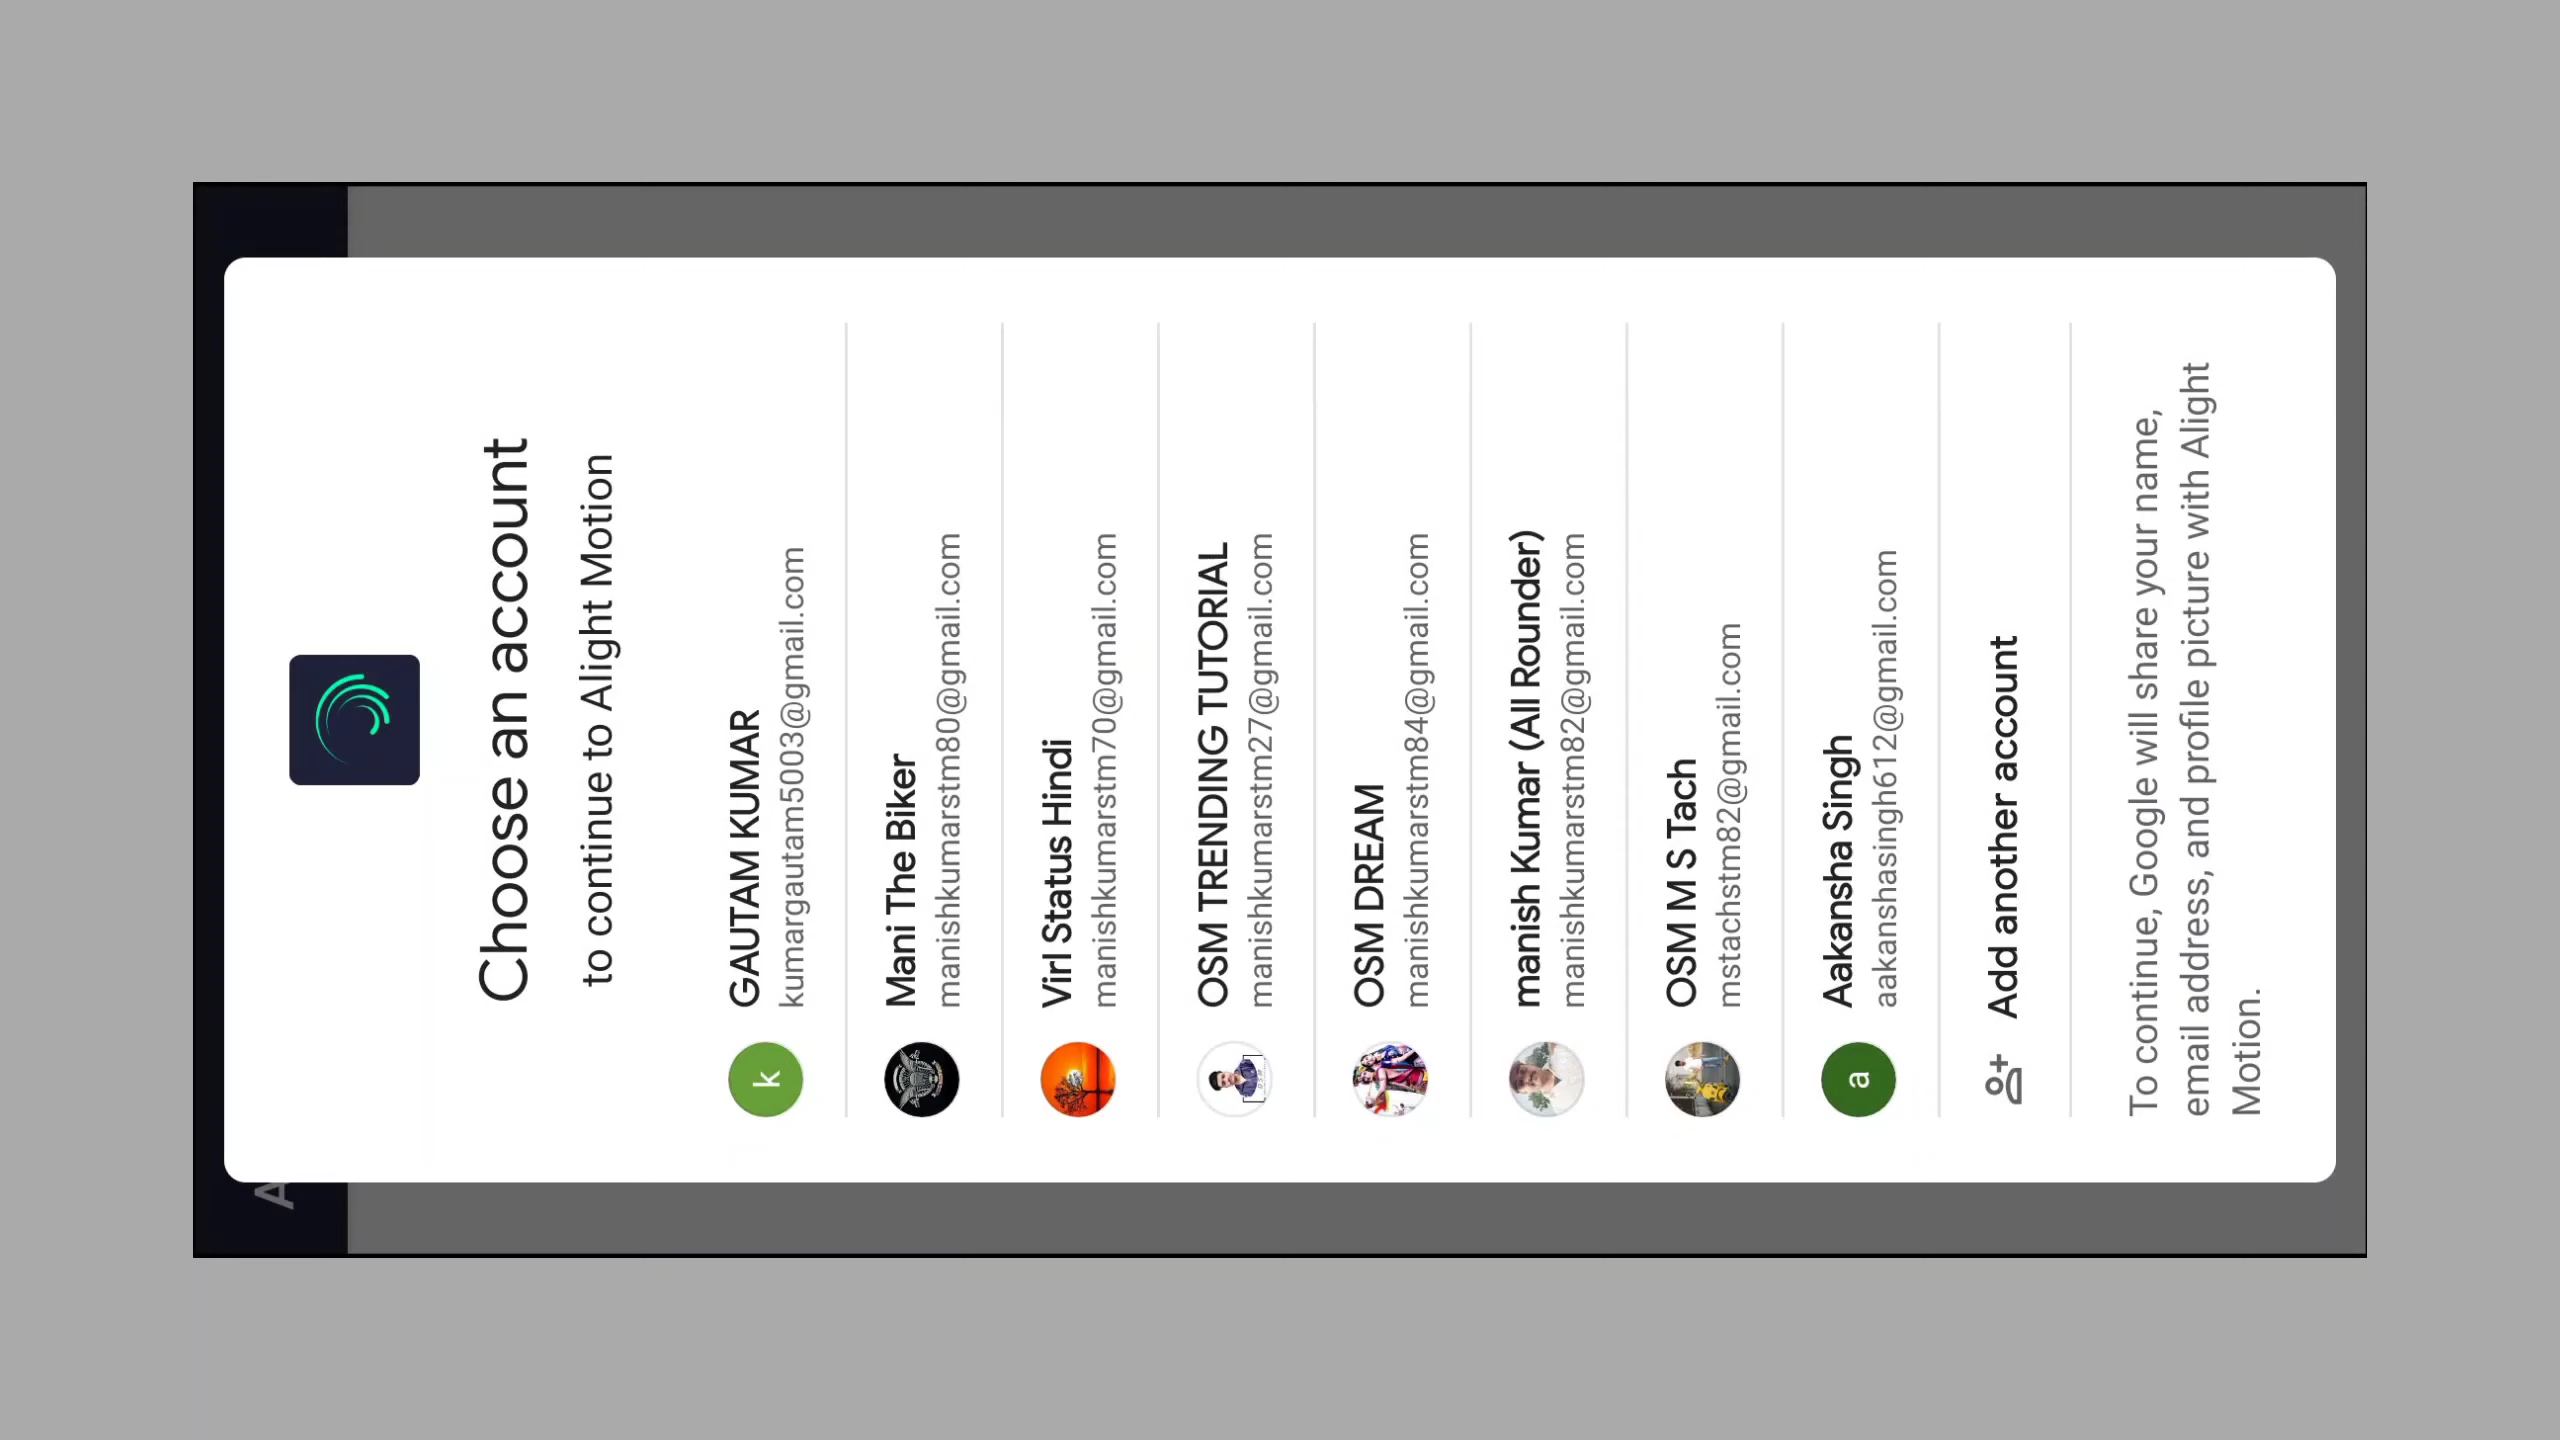 A
Choose an account
to continue to Alight Motion
k
GAUTAM KUMAR
kumargautam5003@gmail.com
Mani The Biker
manishkumarstm80@gmail.com
Virl Status Hindi
manishkumarstm70@gmail.com
OSM TRENDING TUTORIAL
manishkumarstm27@gmail.com
OSM DREAM
manishkumarstm84@gmail.com
manish Kumar (All Rounder)
manishkumarstm82@gmail.com
OSM M S Tach
mstachstm82@gmail.com
a
Aakansha Singh
aakanshasingh612@gmail.com
Add another account
To continue, Google will share your name,
email address, and profile picture with Alight
Motion.